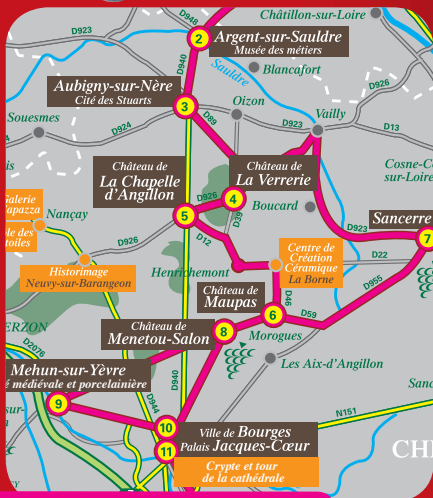 D948
Châtillon-sur-Loire
D923
2
Argent-sur-Sauldre
Musée des métiers
D940
Sauldre
Blancafort
Aubigny-sur-Nère
Cité des Stuarts
D926
3
Oizon
Vailly
Souesmes
D924
D89
D923
D13
Château de
La Chapelle
d'Angillon
Château de
La Verrerie
Cosne-C
sur-Loire
is
Galerie
Capazza
Nançay
5
D926
4
D39
Boucard
Sancerre
D923
7
D926
D12
Historimage
Neuvy-sur-Barangeon
Henrichemont
Centre de
Création
Céramique
La Borne
D22
D955
Château de
Maupas
D46
6
D59
ERZON
Château de
Menetou-Salon
8
Morogues
D2076
Mehun-sur-Yèvre
é médiévale et porcelainière
Les Aix-d'Angillon
D940
D944
9
N151
10
11
Ville de Bourges
Palais Jacques-Cœur
Crypte et tour
de la cathédrale
CH